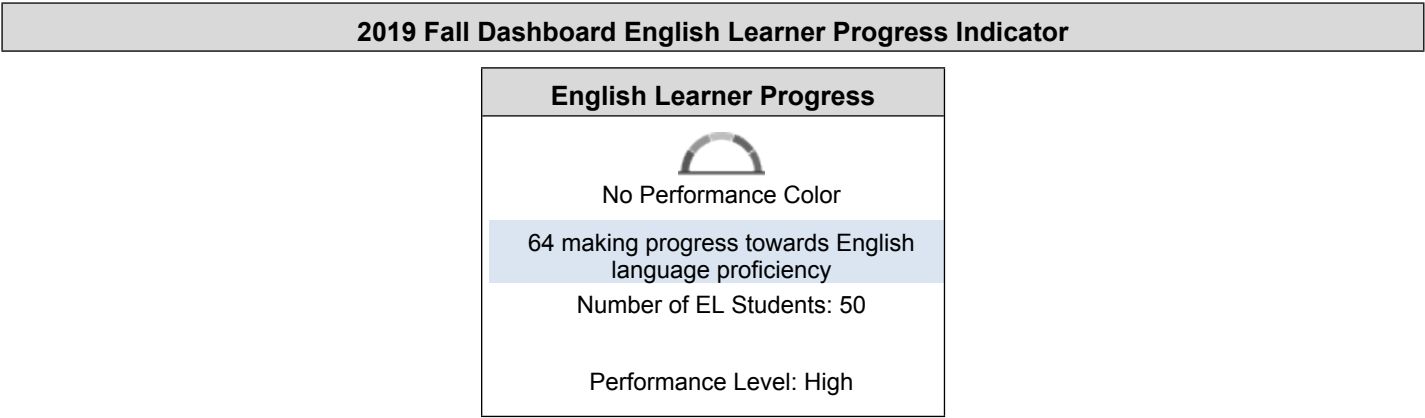 2019 Fall Dashboard English Learner Progress Indicator
English Learner Progress
No Performance Color
64 making progress towards English
language proficiency
Number of EL Students: 50
Performance Level: High